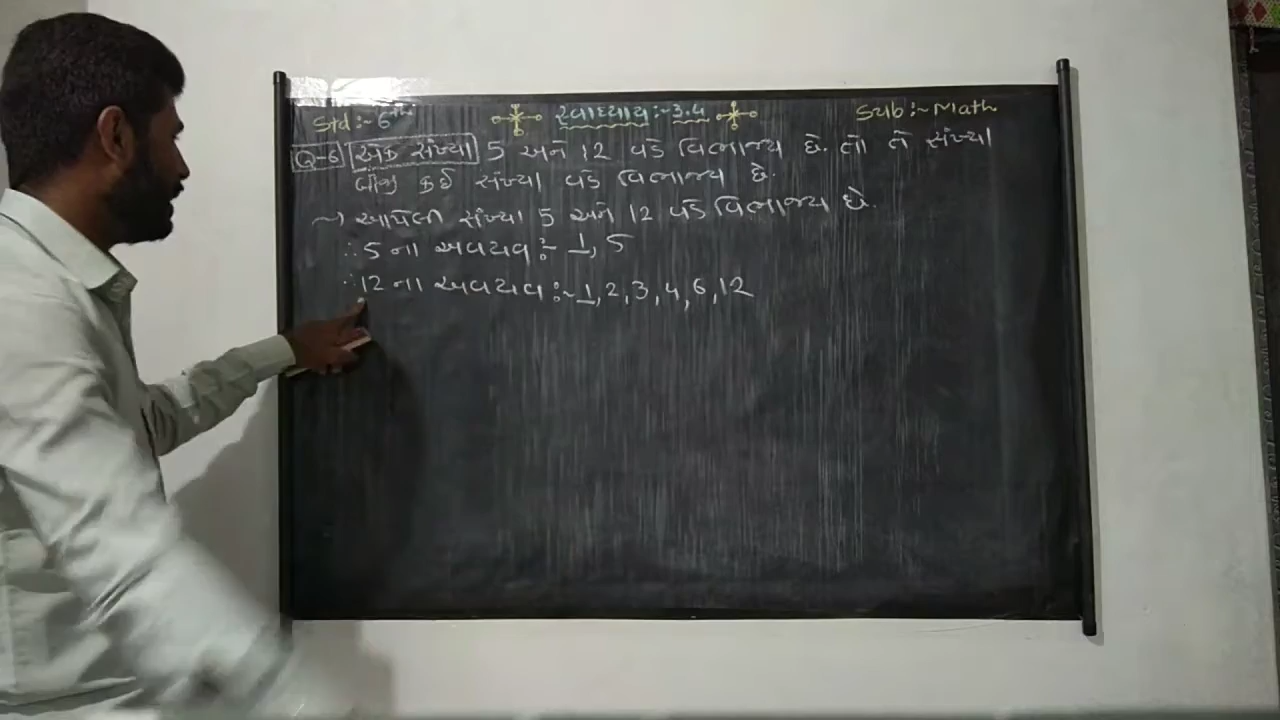 Std :- 6th સ્વાધ્યાય :- 3.4 Sub :- Math
Q-6 એક સંખ્યા 5 અને 12 વડે વિભાજ્ય છે. તો તે સંખ્યા
બીજી કઈ સંખ્યા વડે વિભાજ્ય છે.
~) આપેલી સંખ્યા 5 અને 12 વડે વિભાજ્ય છે.
∴ 5 ના અવયવ :- 1, 5
∴ 12 ના અવયવ :~ 1, 2, 3, 4, 6, 12